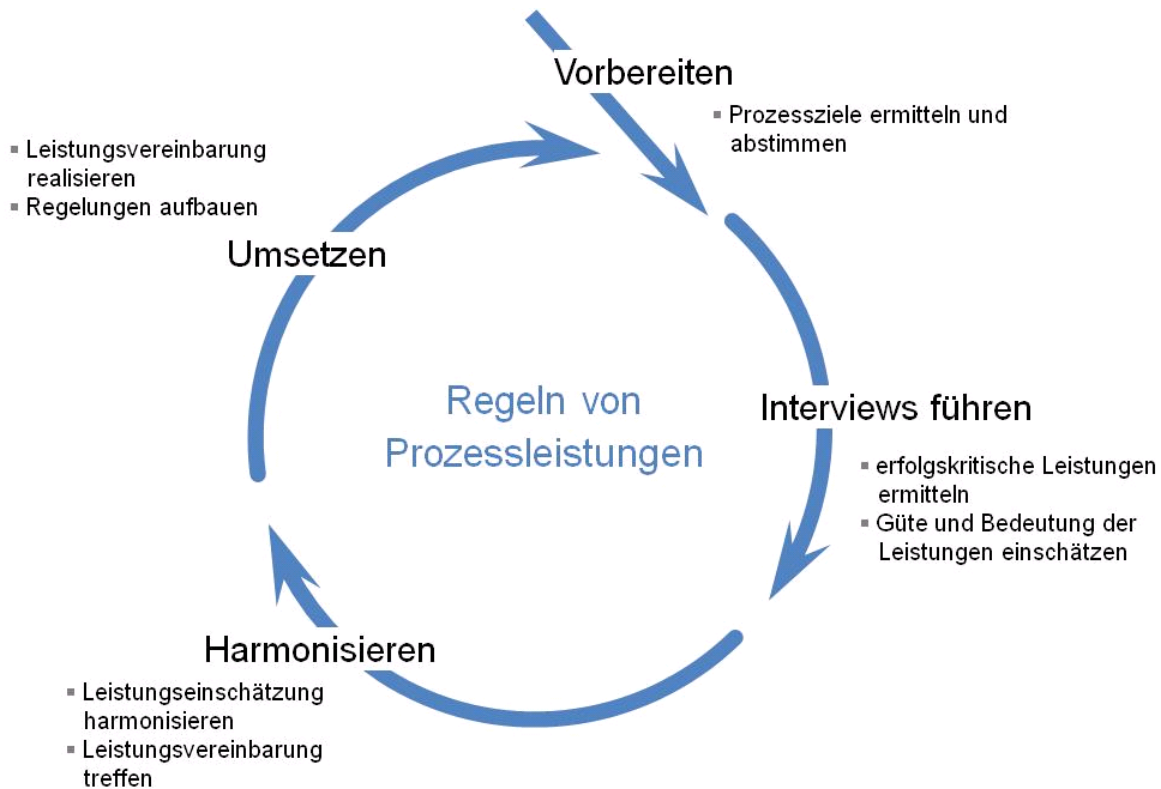 Vorbereiten
▪ Prozessziele ermitteln und
abstimmen
▪ Leistungsvereinbarung
realisieren
▪ Regelungen aufbauen
Umsetzen
Regeln von
Prozessleistungen
Interviews führen
▪ erfolgskritische Leistungen
ermitteln
▪ Güte und Bedeutung der
Leistungen einschätzen
Harmonisieren
▪ Leistungseinschätzung
harmonisieren
▪ Leistungsvereinbarung
treffen